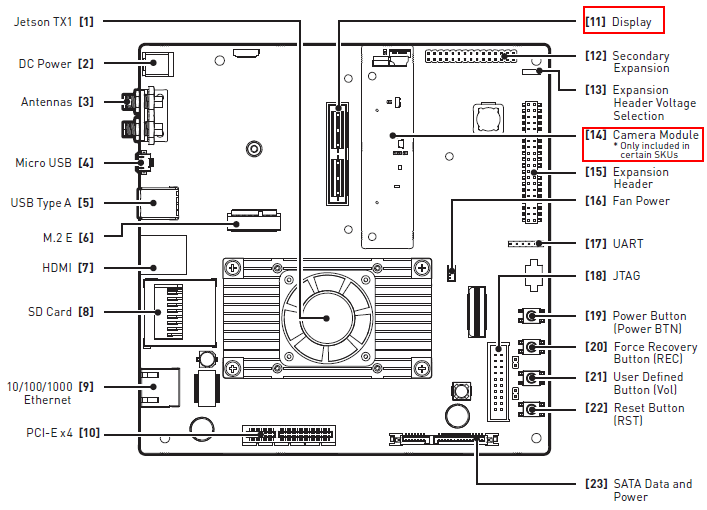 Jetson TX1 [1]
DC Power [2]
Antennas [3]
Micro USB [4]
USB Type A [5]
M.2 E [6]
HDMI [7]
SD Card [8]
10/100/1000 [9]
Ethernet
PCI-E x4 [10]
[11] Display
[12] Secondary
Expansion
[13] Expansion
Header Voltage
Selection
[14] Camera Module
* Only included in
certain SKUs
[15] Expansion
Header
[16] Fan Power
[17] UART
[18] JTAG
[19] Power Button
(Power BTN)
[20] Force Recovery
Button (REC)
[21] User Defined
Button (Vol)
[22] Reset Button
(RST)
[23] SATA Data and
Power